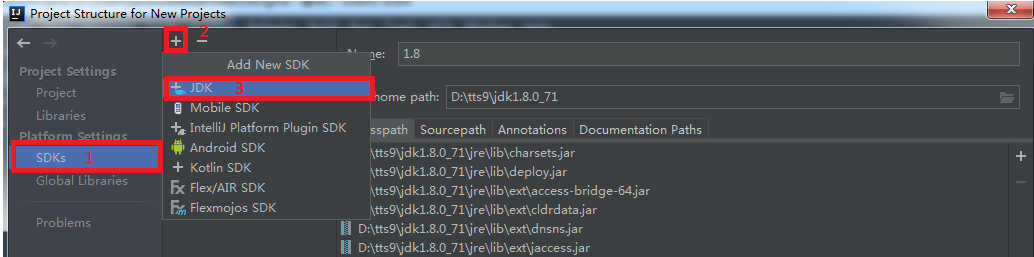 IJ Project Structure for New Projects
2
Project Settings
Project
Libraries
Platform Settings
SDKs 1
Global Libraries
Problems
Add New SDK
JDK 3
Mobile SDK
IntelliJ Platform Plugin SDK
Android SDK
Kotlin SDK
Flex/AIR SDK
Flexmojos SDK
Name: 1.8
home path: D:\tts9\jdk1.8.0_71
sspath Sourcepath Annotations Documentation Paths
\tts9\jdk1.8.0_71\jre\lib\charsets.jar
\tts9\jdk1.8.0_71\jre\lib\deploy.jar
\tts9\jdk1.8.0_71\jre\lib\ext\access-bridge-64.jar
\tts9\jdk1.8.0_71\jre\lib\ext\cldrdata.jar
D:\tts9\jdk1.8.0_71\jre\lib\ext\dnsns.jar
D:\tts9\jdk1.8.0_71\jre\lib\ext\jaccess.jar